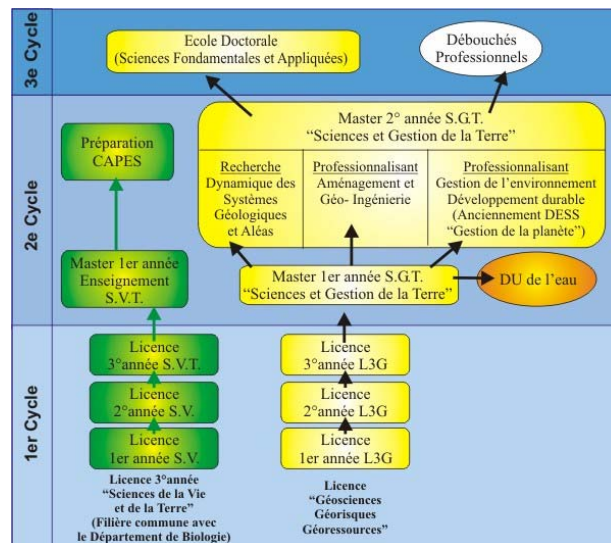 3e Cycle
Ecole Doctorale
(Sciences Fondamentales et Appliquées)
Débouchés
Professionnels
2e Cycle
Préparation
CAPES
Master 2° année S.G.T.
“Sciences et Gestion de la Terre”
Recherche
Dynamique des
Systèmes
Géologiques
et Aléas
Professionnalisant
Aménagement et
Géo- Ingénierie
Professionnalisant
Gestion de l’environnement
Développement durable
(Anciennement DESS
“Gestion de la planète”)
Master 1er année
Enseignement
S.V.T.
Master 1er année S.G.T.
“Sciences et Gestion de la Terre”
DU de l’eau
1er Cycle
Licence
3°année S.V.T.
Licence
2°année S.V.
Licence
1er année S.V.
Licence 3°année
“Sciences de la Vie
et de la Terre”
(Filière commune avec
le Département de Biologie)
Licence
3°année L3G
Licence
2°année L3G
Licence
1er année L3G
Licence
“Géosciences
Géorisques
Géoressources”